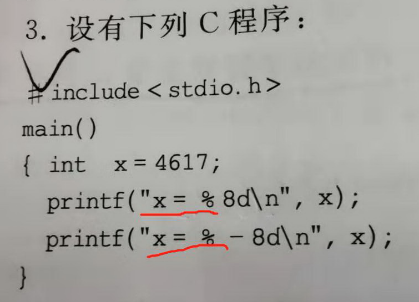 3. 设有下列 C 程序:
# include < stdio.h >
main()
{ int x = 4617;
printf("x = % 8d\n", x);
printf("x = % - 8d\n", x);
}